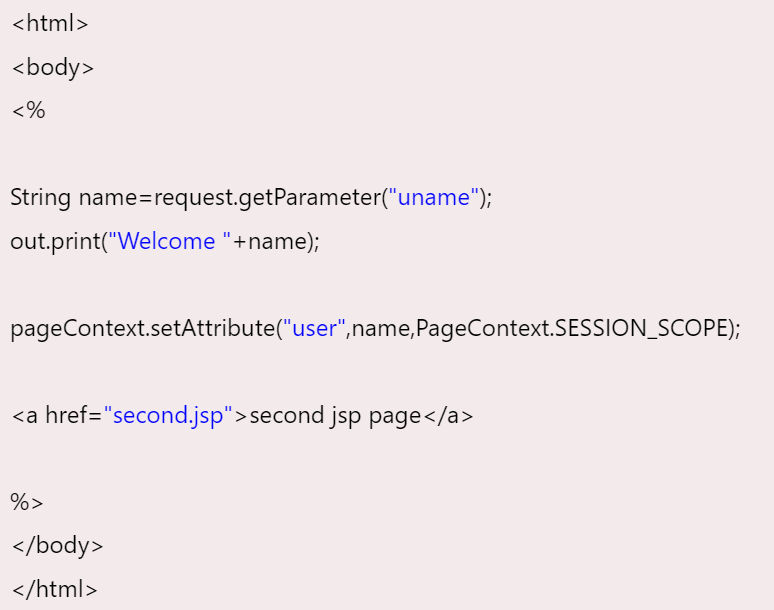 <html>
<body>
<%
String name=request.getParameter("uname");
out.print("Welcome "+name);
pageContext.setAttribute("user",name,PageContext.SESSION_SCOPE);
<a href="second.jsp">second jsp page</a>
%>
</body>
</html>